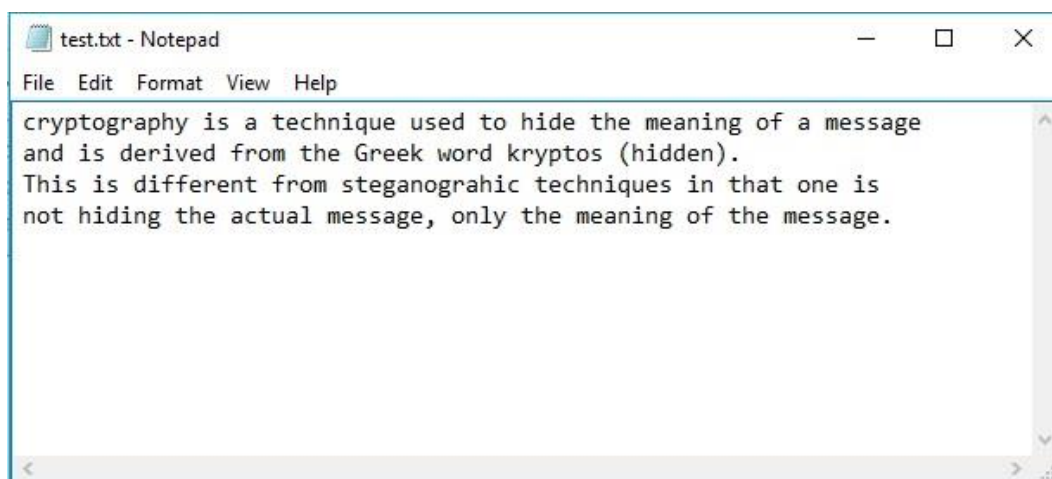 test.txt - Notepad
File Edit Format View Help
cryptography is a technique used to hide the meaning of a message
and is derived from the Greek word kryptos (hidden).
This is different from steganograhic techniques in that one is
not hiding the actual message, only the meaning of the message.